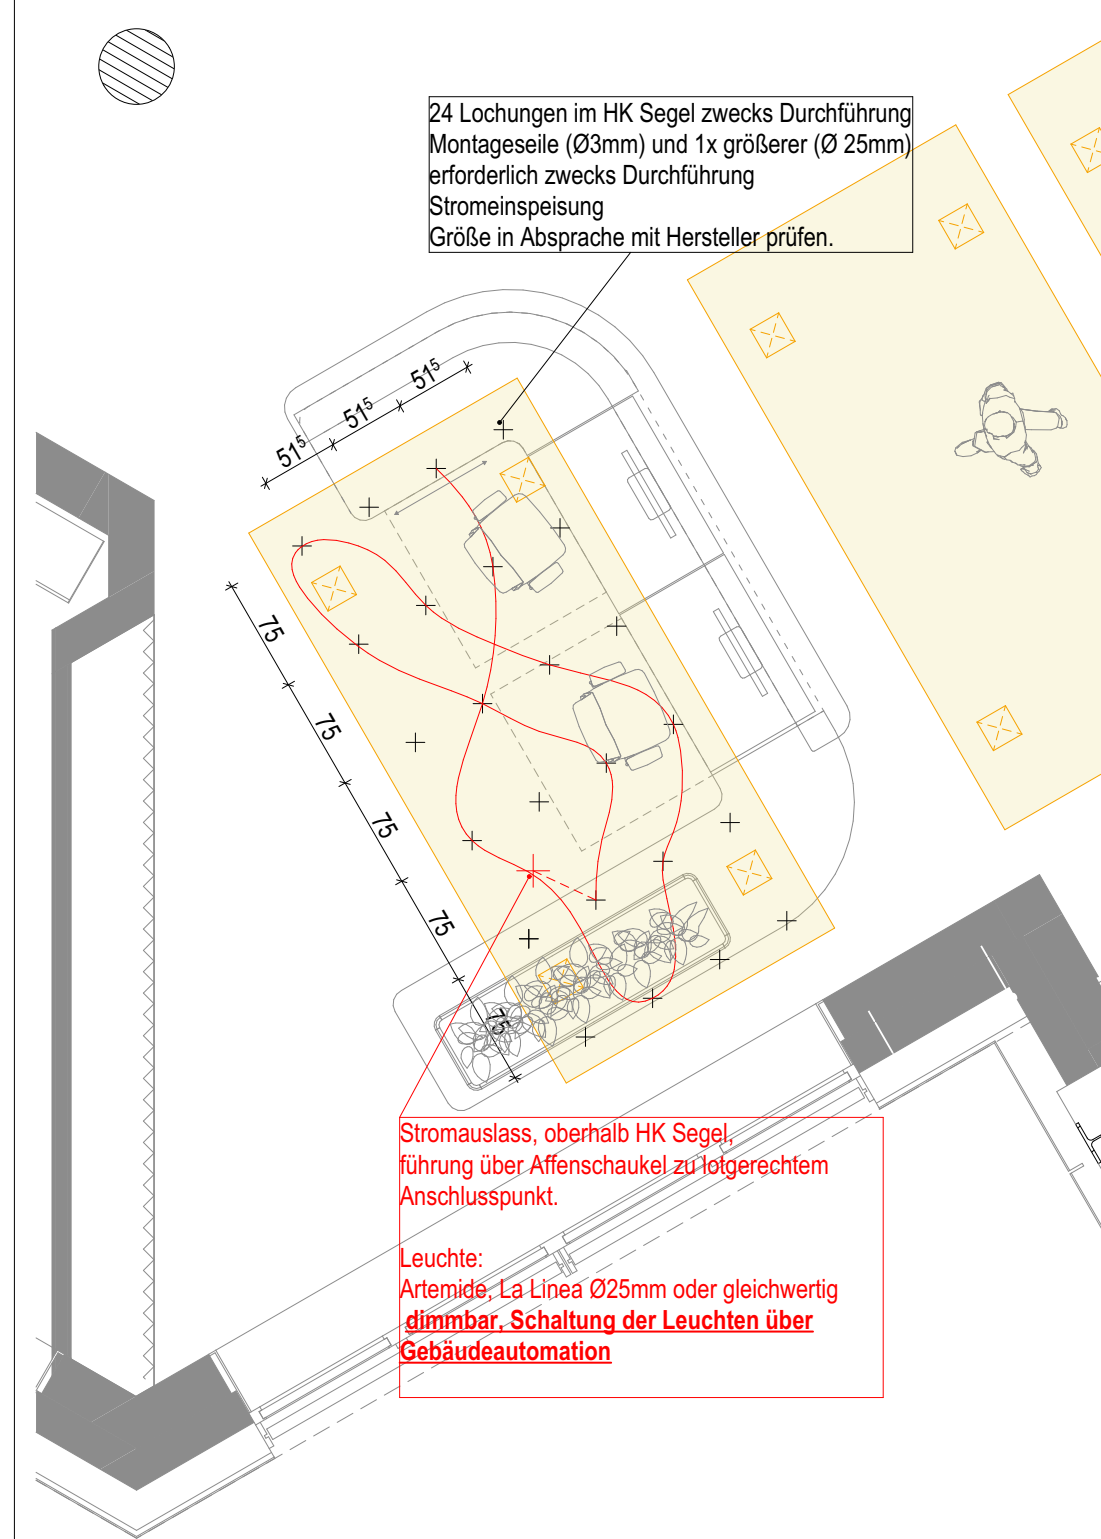 24 Lochungen im HK Segel zwecks Durchführung
Montageseile (Ø3mm) und 1x größerer (Ø 25mm)
erforderlich zwecks Durchführung
Stromeinspeisung
Größe in Absprache mit Hersteller prüfen.
51⁵
51⁵
51⁵
75
75
75
75
75
Stromauslass, oberhalb HK Segel,
führung über Affenschaukel zu lotgerechtem
Anschlusspunkt.
Leuchte:
Artemide, La Linea Ø25mm oder gleichwertig
dimmbar, Schaltung der Leuchten über
Gebäudeautomation